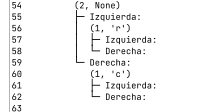 54 (2, None)
55 ├─ Izquierda:
56 │ (1, 'r')
57 │ ├─ Izquierda:
58 │ └─ Derecha:
59 └─ Derecha:
60 (1, 'c')
61 ├─ Izquierda:
62 └─ Derecha:
63